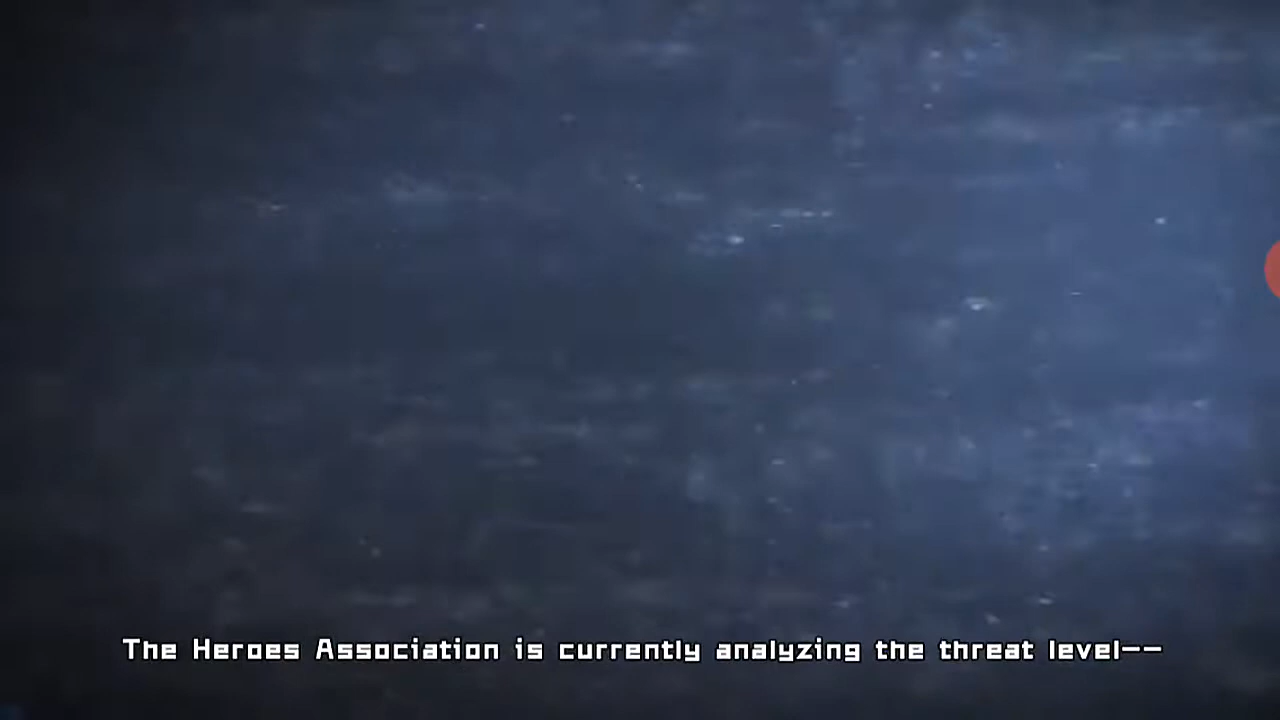 The Heroes Association is currently analyzing the threat level––